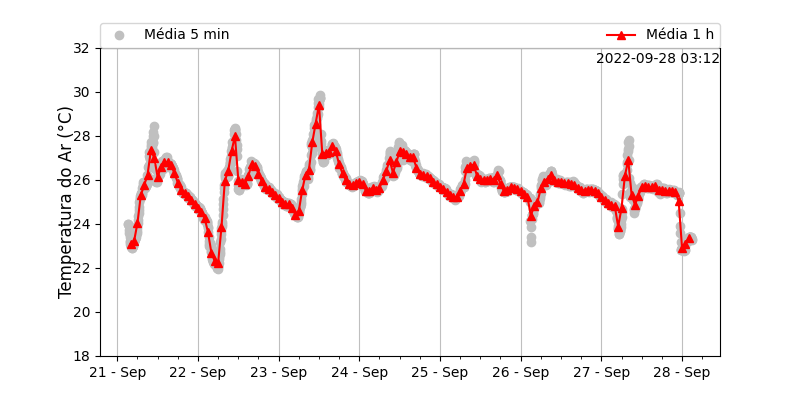 Média 5 min
Média 1 h
2022-09-28 03:12
Temperatura do Ar (°C)
32
30
28
26
24
22
20
18
21 - Sep
22 - Sep
23 - Sep
24 - Sep
25 - Sep
26 - Sep
27 - Sep
28 - Sep